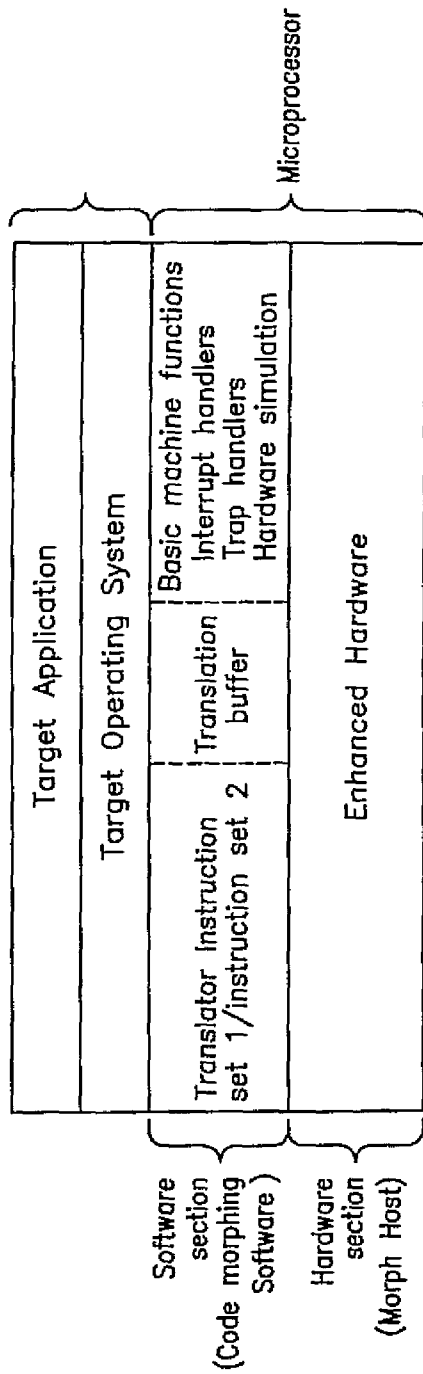 Target Application
Target Operating System
Software
section
(Code morphing
Software )
Translator Instruction
set 1/instruction set 2
Translation
buffer
Basic machine functions
Interrupt handlers
Trap handlers
Hardware simulation
Hardware
section
(Morph Host)
Enhanced Hardware
Microprocessor